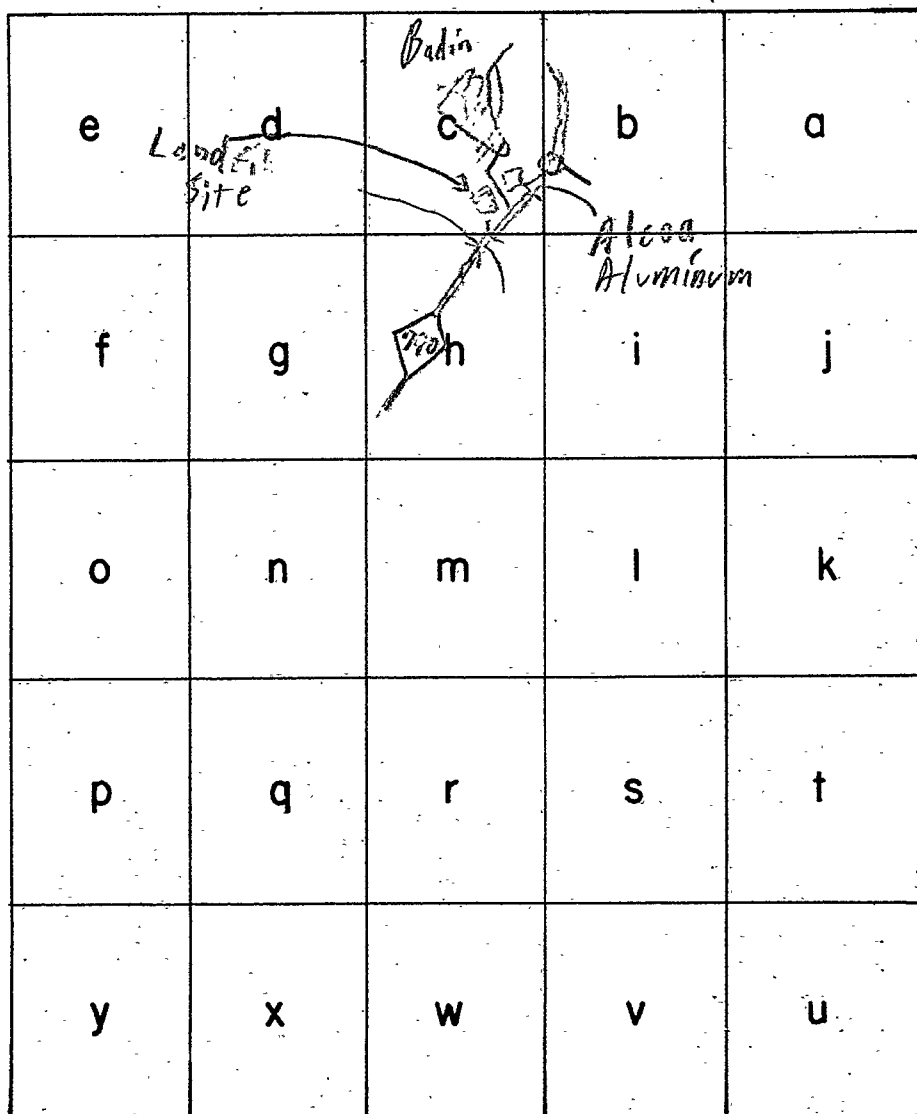 Badin
e d c b a
Landfill
Site
Alcoa
Aluminum
f g h i j
o n m l k
p q r s t
y x w v u